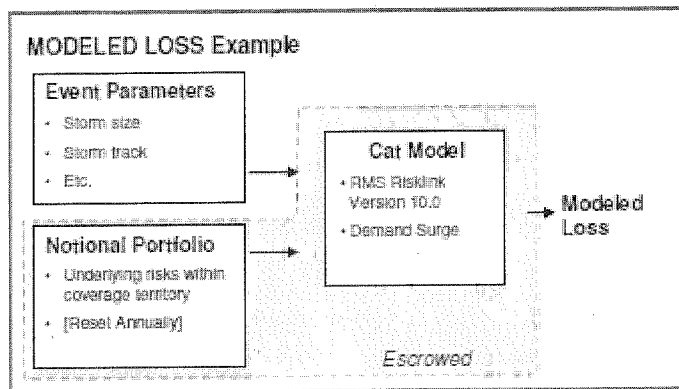 MODELED LOSS Example
Event Parameters
• Storm size
• Storm track
• Etc.
Cat Model
• RMS Risklink
Version 10.0
• Demand Surge
Modeled
Loss
Notional Portfolio
• Underlying risks within
coverage territory
• [Reset Annually]
Escrowed